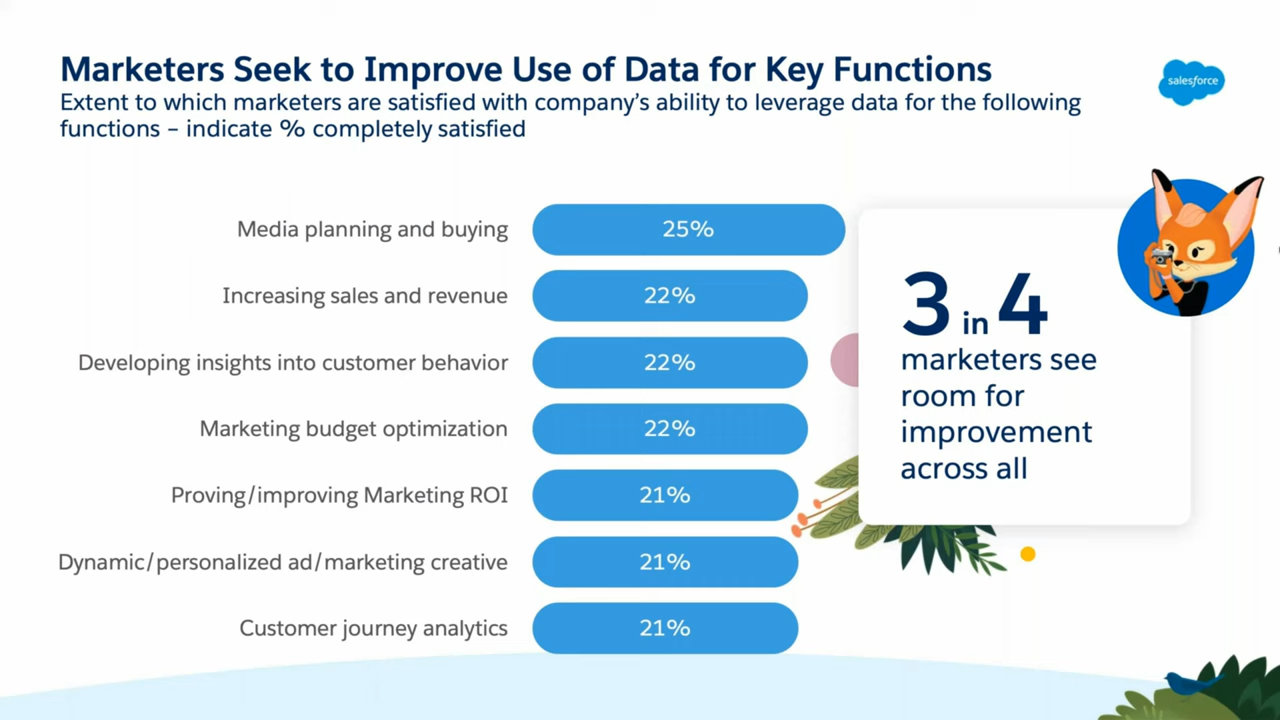 Marketers Seek to Improve Use of Data for Key Functions
Extent to which marketers are satisfied with company's ability to leverage data for the following
functions – indicate % completely satisfied
salesforce
Media planning and buying 25%
Increasing sales and revenue 22%
Developing insights into customer behavior 22%
Marketing budget optimization 22%
Proving/improving Marketing ROI 21%
Dynamic/personalized ad/marketing creative 21%
Customer journey analytics 21%
3 in 4
marketers see
room for
improvement
across all